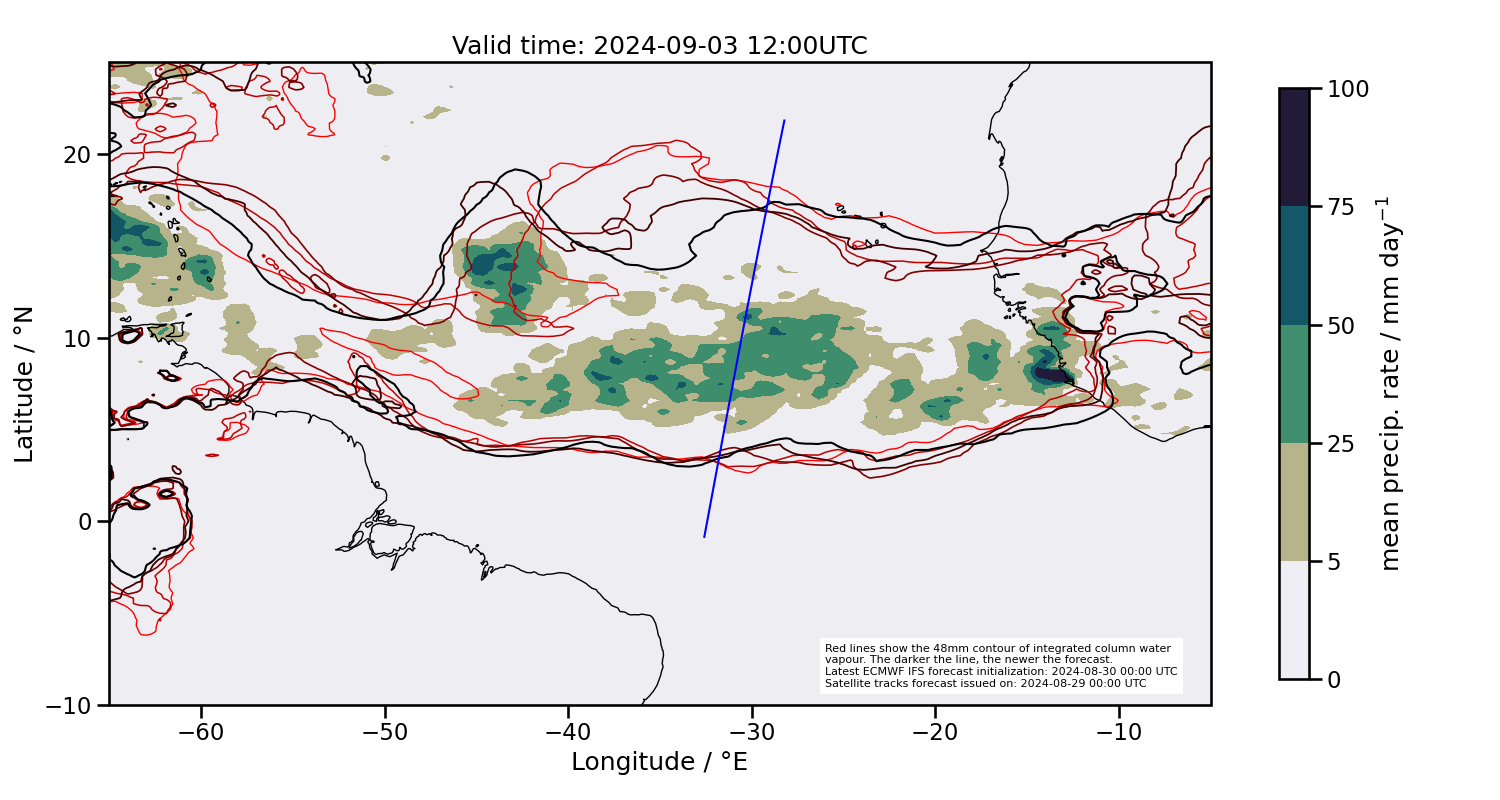 Valid time: 2024-09-03 12:00UTC
Latitude / °N
20
10
0
−10
−60
−50
−40
−30
−20
−10
Longitude / °E
Red lines show the 48mm contour of integrated column water
vapour. The darker the line, the newer the forecast.
Latest ECMWF IFS forecast initialization: 2024-08-30 00:00 UTC
Satellite tracks forecast issued on: 2024-08-29 00:00 UTC
100
75
50
25
5
0
mean precip. rate / mm day⁻¹